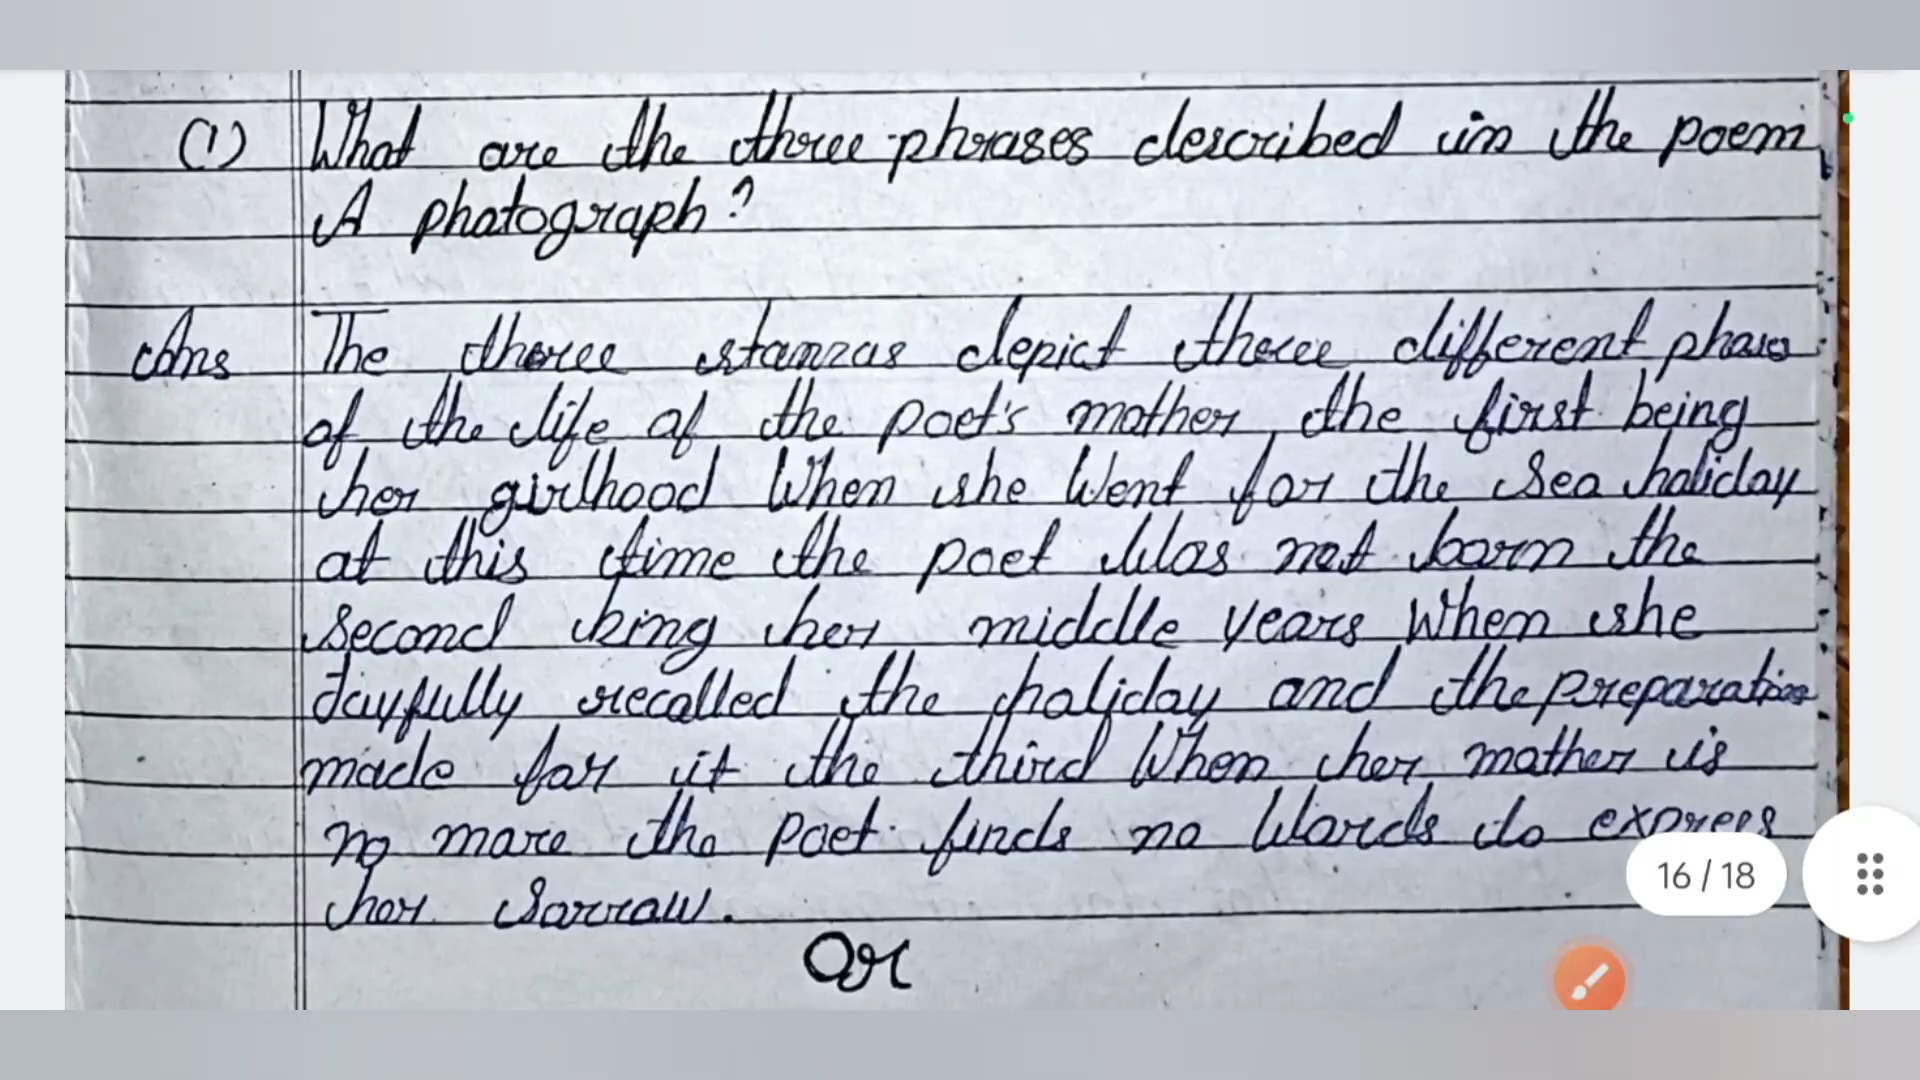 (1) What are the three phrases described in the poem
A photograph?
Ans The three stanzas depict three different phases
of the life of the poet's mother, the first being
her girlhood When she Went for the Sea holiday
at this time the poet Was not born the
Second being her middle years When she
Joyfully recalled the holiday and the preparation
made for it the third When her mother is
no more the poet finds no Words to express
her Sorrow.
Or
16 / 18